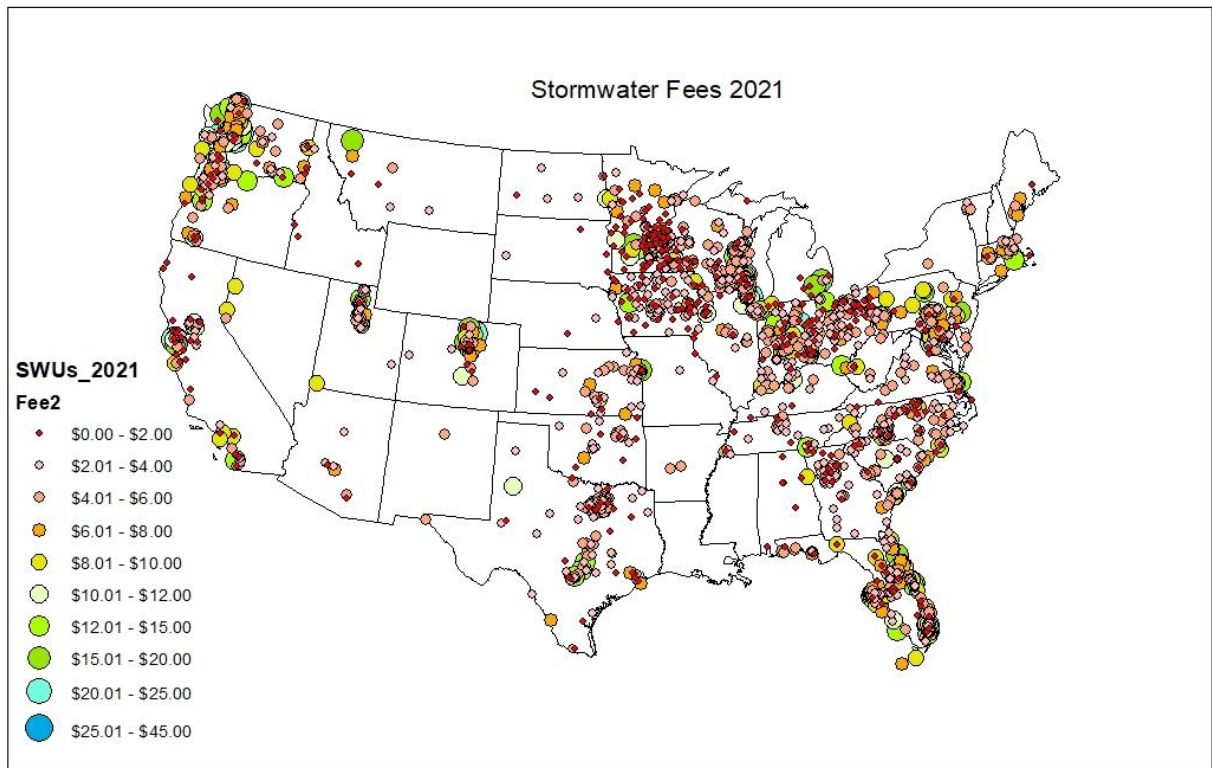 Stormwater Fees 2021
SWUs_2021
Fee2
$0.00 - $2.00
$2.01 - $4.00
$4.01 - $6.00
$6.01 - $8.00
$8.01 - $10.00
$10.01 - $12.00
$12.01 - $15.00
$15.01 - $20.00
$20.01 - $25.00
$25.01 - $45.00